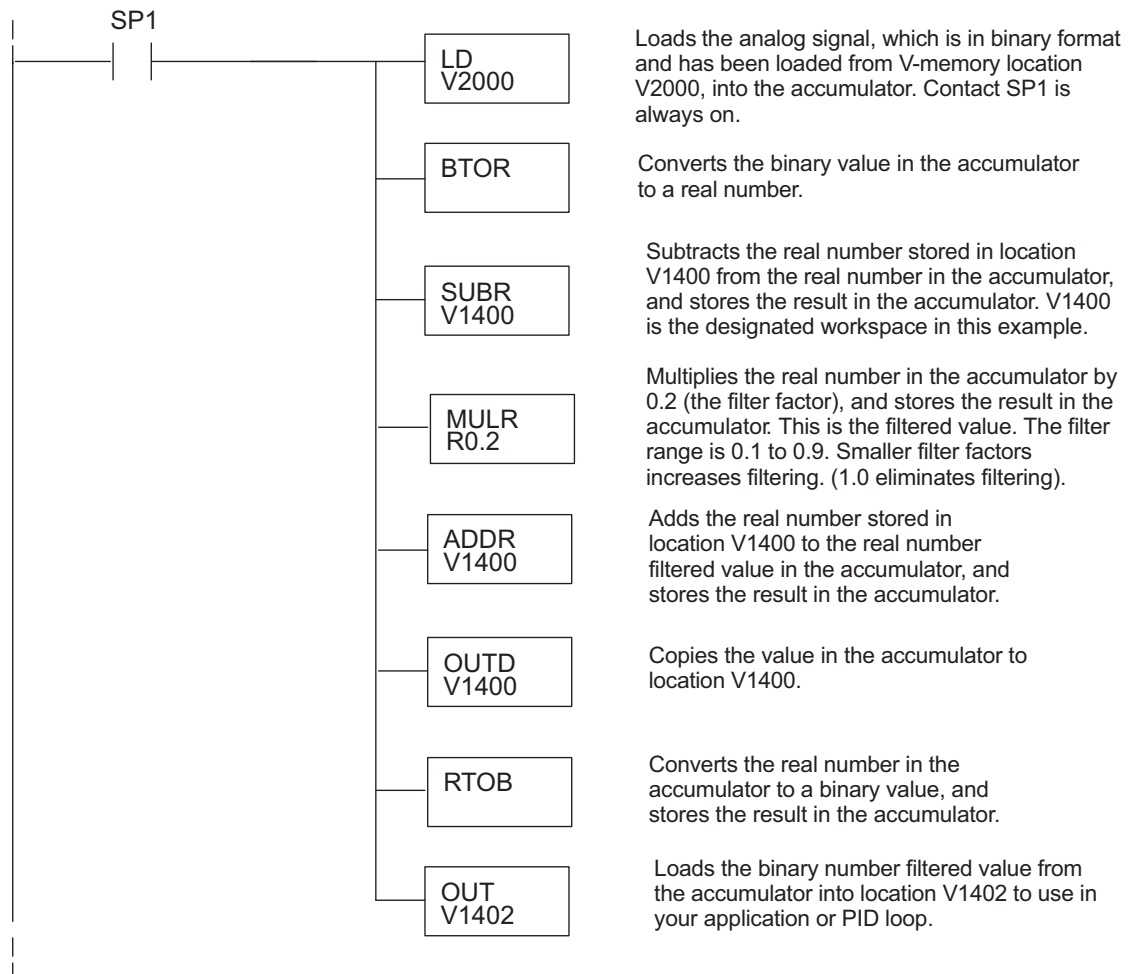 SP1
LD
V2000
Loads the analog signal, which is in binary format
and has been loaded from V-memory location
V2000, into the accumulator. Contact SP1 is
always on.
BTOR
Converts the binary value in the accumulator
to a real number.
SUBR
V1400
Subtracts the real number stored in location
V1400 from the real number in the accumulator,
and stores the result in the accumulator. V1400
is the designated workspace in this example.
MULR
R0.2
Multiplies the real number in the accumulator by
0.2 (the filter factor), and stores the result in the
accumulator. This is the filtered value. The filter
range is 0.1 to 0.9. Smaller filter factors
increases filtering. (1.0 eliminates filtering).
ADDR
V1400
Adds the real number stored in
location V1400 to the real number
filtered value in the accumulator, and
stores the result in the accumulator.
OUTD
V1400
Copies the value in the accumulator to
location V1400.
RTOB
Converts the real number in the
accumulator to a binary value, and
stores the result in the accumulator.
OUT
V1402
Loads the binary number filtered value from
the accumulator into location V1402 to use in
your application or PID loop.